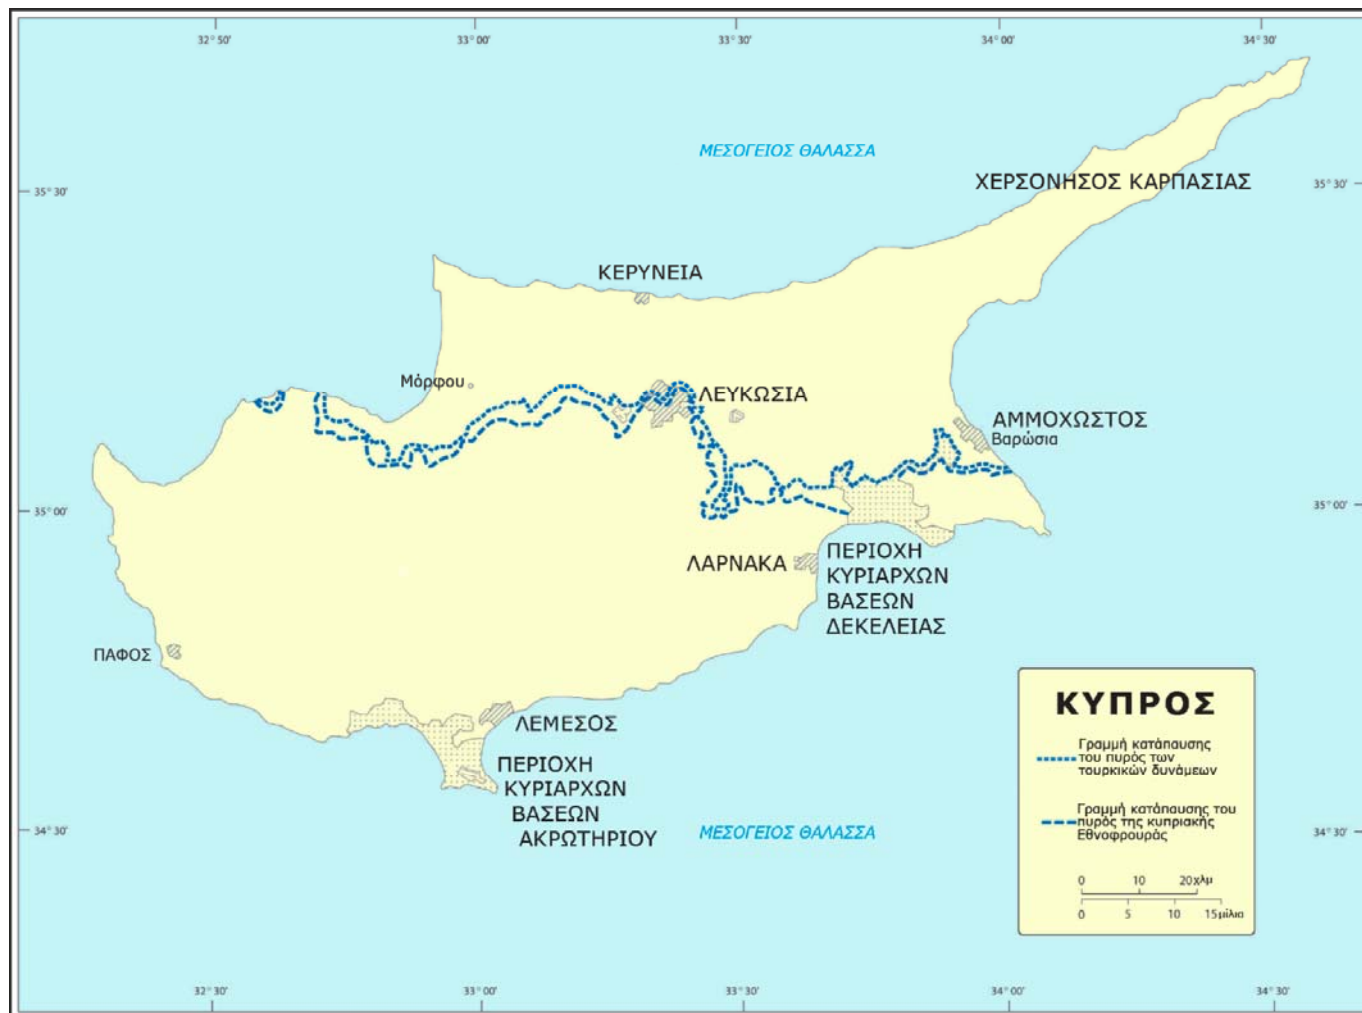 32° 50'
33° 00'
33° 30'
34° 00'
34° 30'
ΜΕΣΟΓΕΙΟΣ ΘΑΛΑΣΣΑ
35° 30'
ΧΕΡΣΟΝΗΣΟΣ ΚΑΡΠΑΣΙΑΣ
35° 30'
ΚΕΡΥΝΕΙΑ
Μόρφου
ΛΕΥΚΩΣΙΑ
ΑΜΜΟΧΩΣΤΟΣ
Βαρώσια
35° 00'
35° 00'
ΛΑΡΝΑΚΑ
ΠΕΡΙΟΧΗ
ΚΥΡΙΑΡΧΩΝ
ΒΑΣΕΩΝ
ΔΕΚΕΛΕΙΑΣ
ΠΑΦΟΣ
ΛΕΜΕΣΟΣ
ΠΕΡΙΟΧΗ
ΚΥΡΙΑΡΧΩΝ
ΒΑΣΕΩΝ
ΑΚΡΩΤΗΡΙΟΥ
34° 30'
ΜΕΣΟΓΕΙΟΣ ΘΑΛΑΣΣΑ
34° 30'
ΚΥΠΡΟΣ
Γραμμή κατάπαυσης
του πυρός των
τουρκικών δυνάμεων
Γραμμή κατάπαυσης του
πυρός της κυπριακής
Εθνοφρουράς
0 10 20χλμ
0 5 10 15μίλια
32° 30'
33° 00'
33° 30'
34° 00'
34° 30'